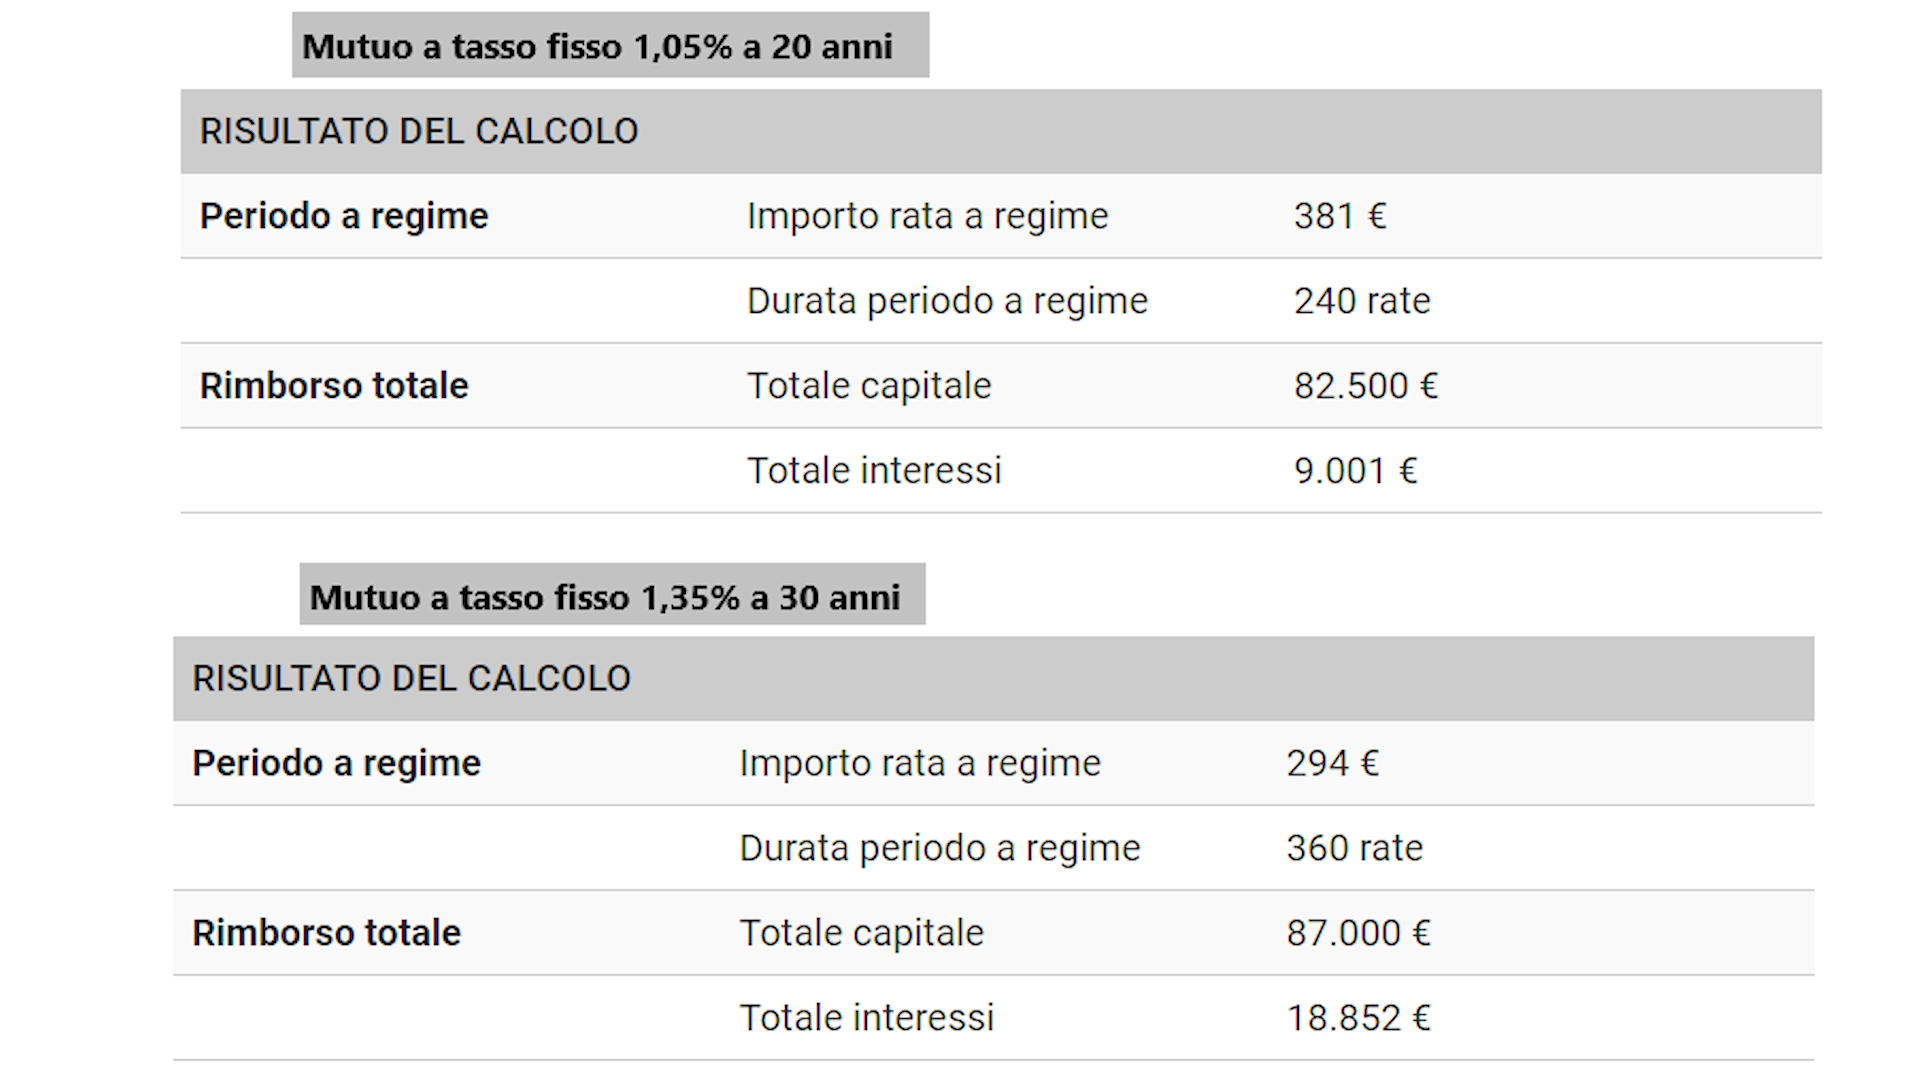 Mutuo a tasso fisso 1,05% a 20 anni
RISULTATO DEL CALCOLO
Periodo a regime Importo rata a regime 381 €
Durata periodo a regime 240 rate
Rimborso totale Totale capitale 82.500 €
Totale interessi 9.001 €
Mutuo a tasso fisso 1,35% a 30 anni
RISULTATO DEL CALCOLO
Periodo a regime Importo rata a regime 294 €
Durata periodo a regime 360 rate
Rimborso totale Totale capitale 87.000 €
Totale interessi 18.852 €